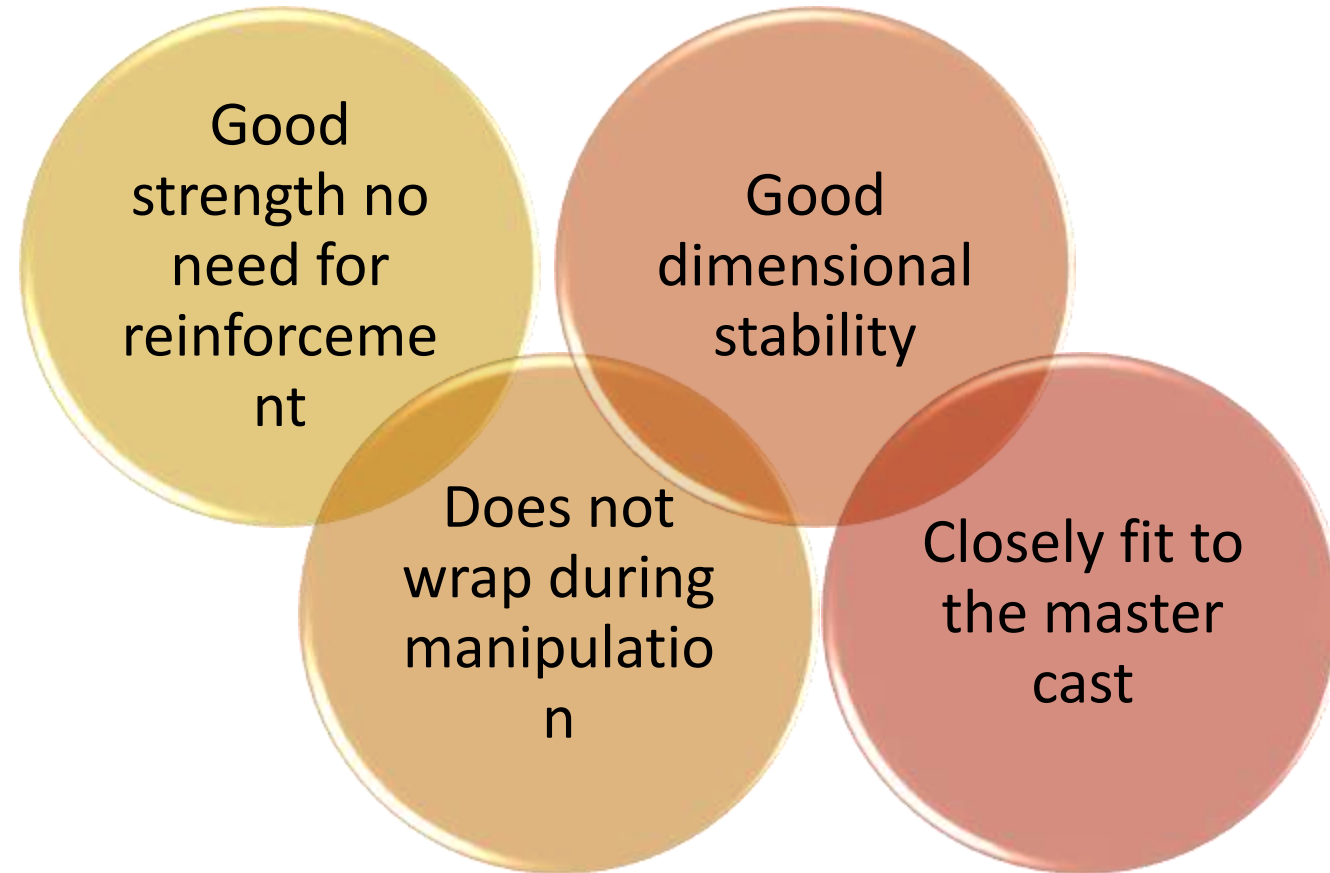 Good
strength no
need for
reinforceme
nt
Does not
wrap during
manipulatio
n
Good
dimensional
stability
Closely fit to
the master
cast